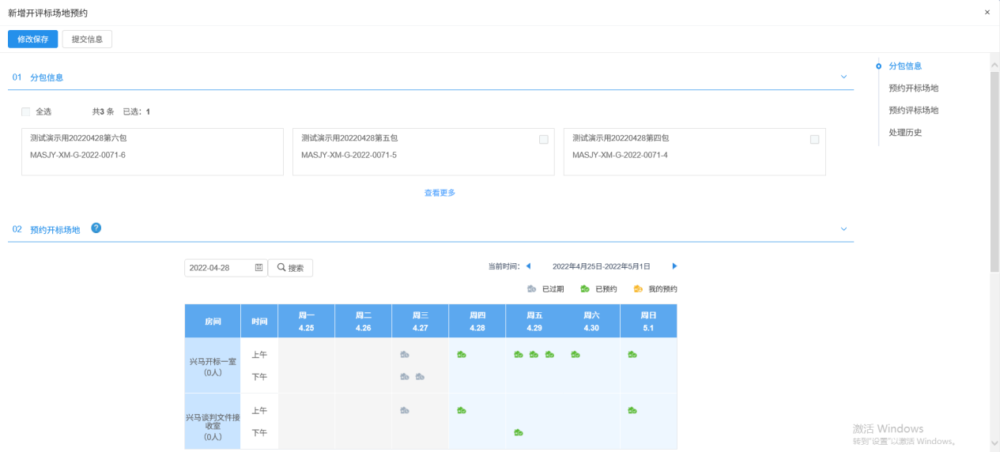 新增开评标场地预约 ×
修改保存 提交信息
01 分包信息
全选 共3 条 已选：1
测试演示用20220428第六包 测试演示用20220428第五包 测试演示用20220428第四包
MASJY-XM-G-2022-0071-6 MASJY-XM-G-2022-0071-5 MASJY-XM-G-2022-0071-4
查看更多
02 预约开标场地 ?
2022-04-28 搜索 当前时间： 2022年4月25日-2022年5月1日
已过期 已预约 我的预约
房间 时间 周一 周二 周三 周四 周五 周六 周日
4.25 4.26 4.27 4.28 4.29 4.30 5.1
兴马开标一室
（0人）
上午
下午
兴马谈判文件接
收室
（0人）
上午
下午
分包信息
预约开标场地
预约评标场地
处理历史
激活 Windows
转到"设置"以激活 Windows。